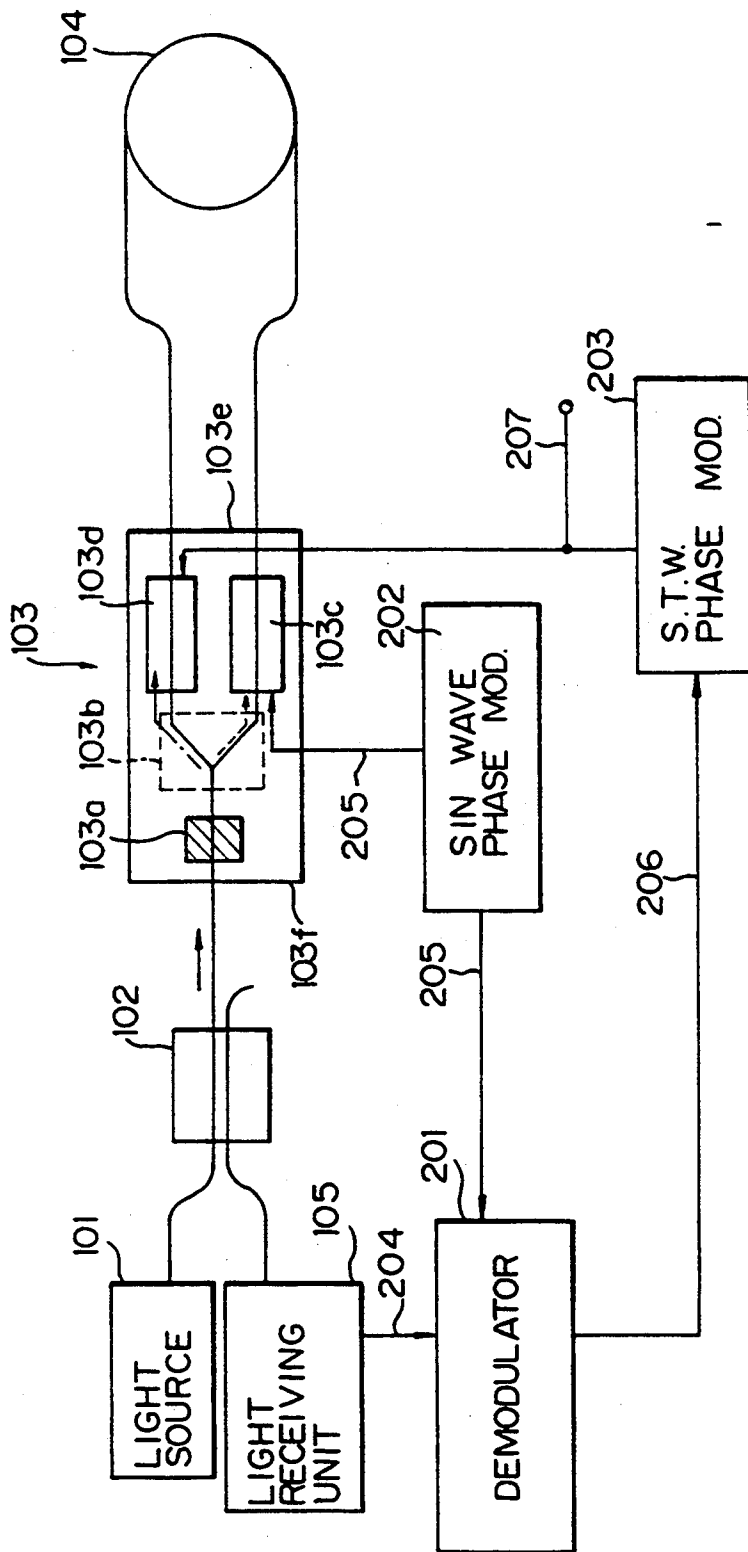 104
103
103d
103e
103b
103a
103c
103f
102
101
LIGHT
SOURCE
105
LIGHT
RECEIVING
UNIT
204
205
202
SIN WAVE
PHASE MOD.
207
203
S.T.W.
PHASE MOD.
205
206
201
DEMODULATOR